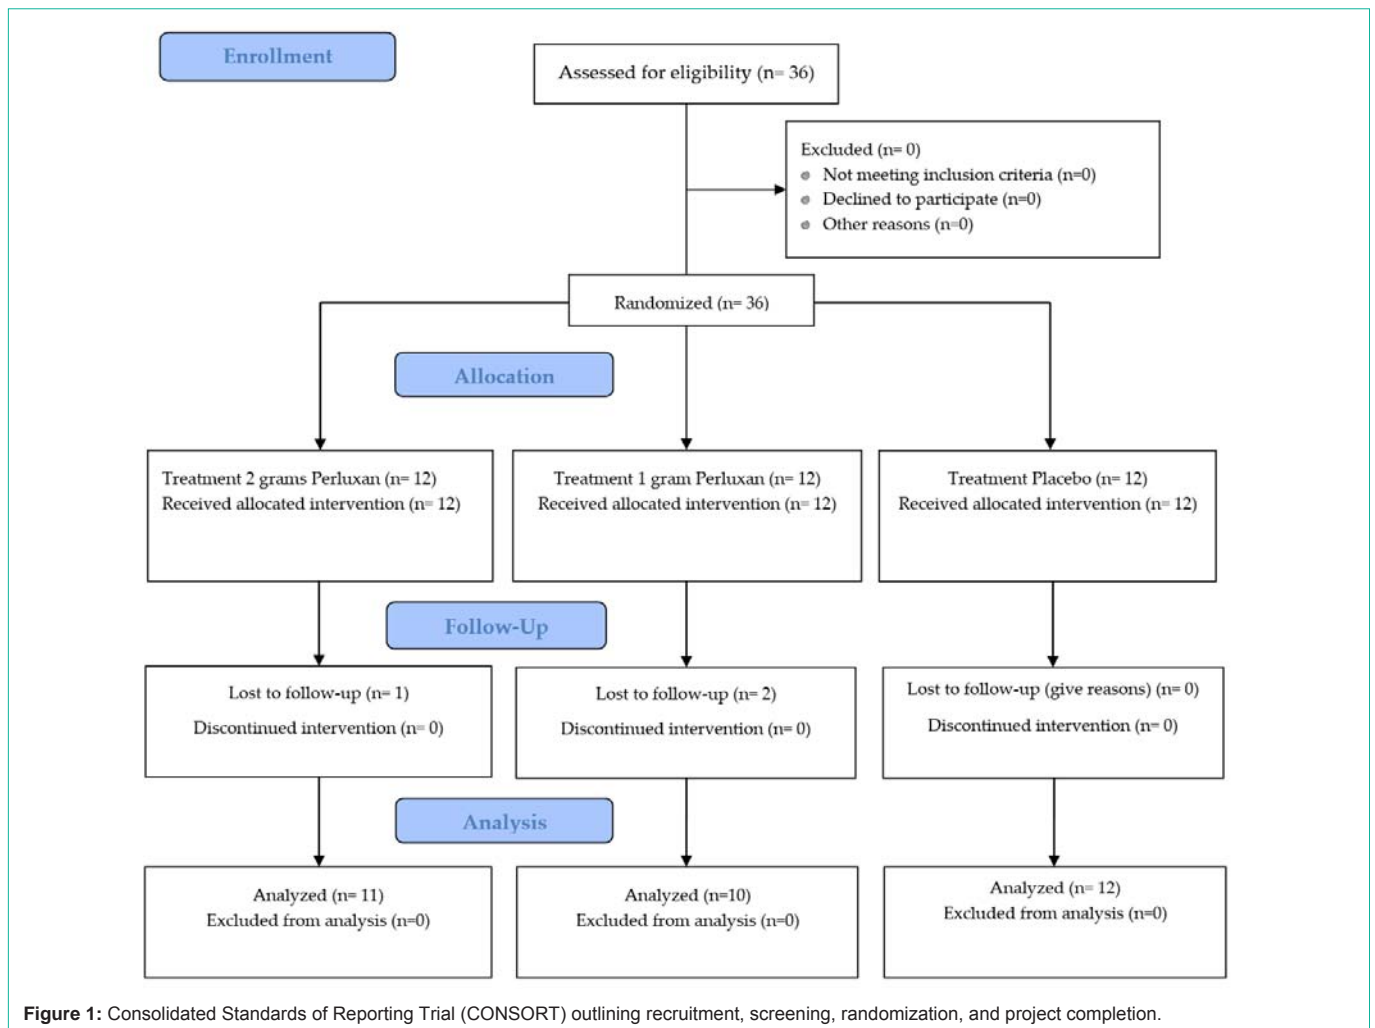 Enrollment
Assessed for eligibility (n= 36)
Excluded (n= 0)
Not meeting inclusion criteria (n=0)
Declined to participate (n=0)
Other reasons (n=0)
Randomized (n= 36)
Allocation
Treatment 2 grams Perluxan (n= 12)
Received allocated intervention (n= 12)
Treatment 1 gram Perluxan (n= 12)
Received allocated intervention (n= 12)
Treatment Placebo (n= 12)
Received allocated intervention (n= 12)
Follow-Up
Lost to follow-up (n= 1)
Discontinued intervention (n= 0)
Lost to follow-up (n= 2)
Discontinued intervention (n= 0)
Lost to follow-up (give reasons) (n= 0)
Discontinued intervention (n= 0)
Analysis
Analyzed (n= 11)
Excluded from analysis (n=0)
Analyzed (n=10)
Excluded from analysis (n=0)
Analyzed (n= 12)
Excluded from analysis (n=0)
Figure 1: Consolidated Standards of Reporting Trial (CONSORT) outlining recruitment, screening, randomization, and project completion.